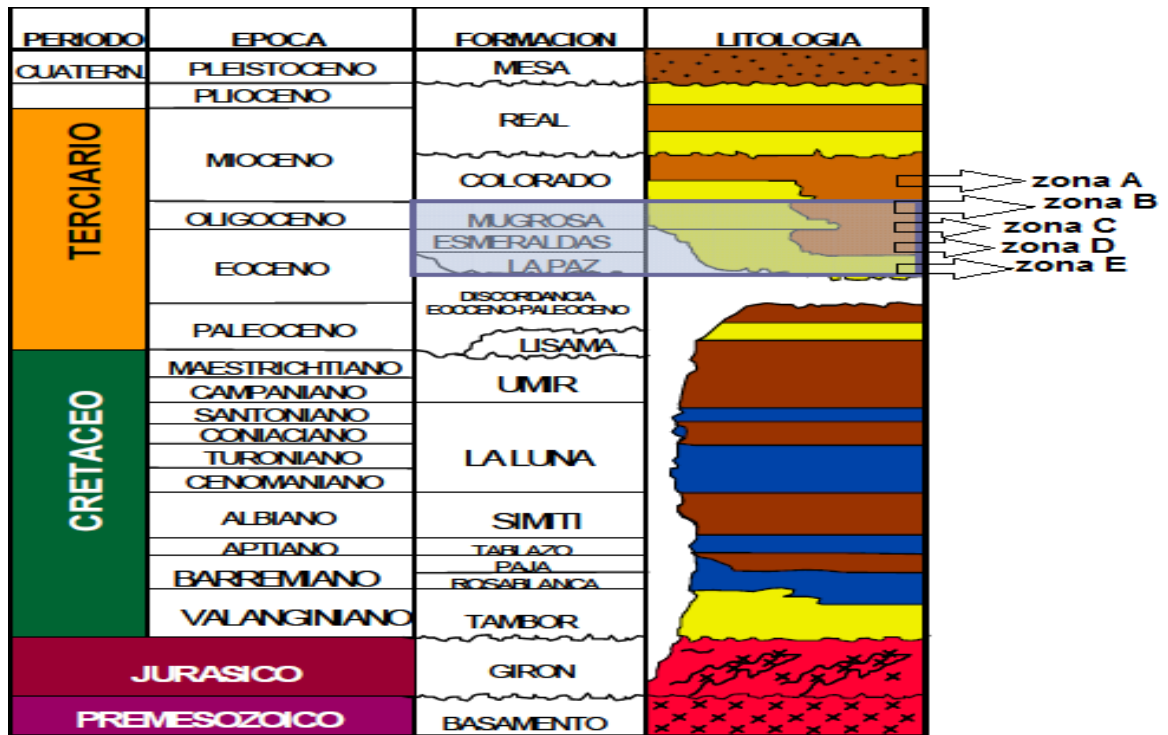 PERIODO EPOCA FORMACION LITOLOGIA
CUATERN. PLEISTOCENO MESA
PLIOCENO
REAL
TERCIARIO
MIOCENO
COLORADO
zona A
zona B
OLIGOCENO MUGROSA
zona C
ESMERALDAS
zona D
EOCENO LA PAZ
zona E
DISCORDANCIA
EOCCENO-PALEOCENO
PALEOCENO
LISAMA
CRETACEO
MAESTRICHTIANO
UMIR
CAMPANIANO
SANTONIANO
CONIACIANO
TURONIANO LA LUNA
CENOMANIANO
ALBIANO SIMITI
APTIANO TABLAZO
PAJA
BARREMIANO ROSABLANCA
VALANGINIANO TAMBOR
JURASICO GIRON
PREMESOZOICO BASAMENTO